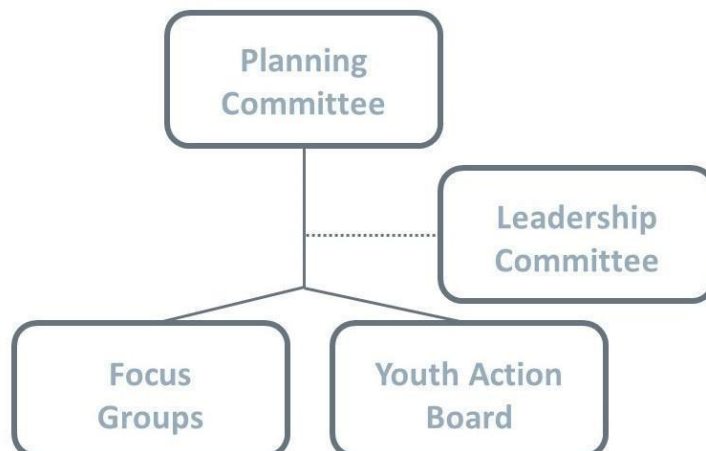 Planning
Committee
Leadership
Committee
Focus
Groups
Youth Action
Board